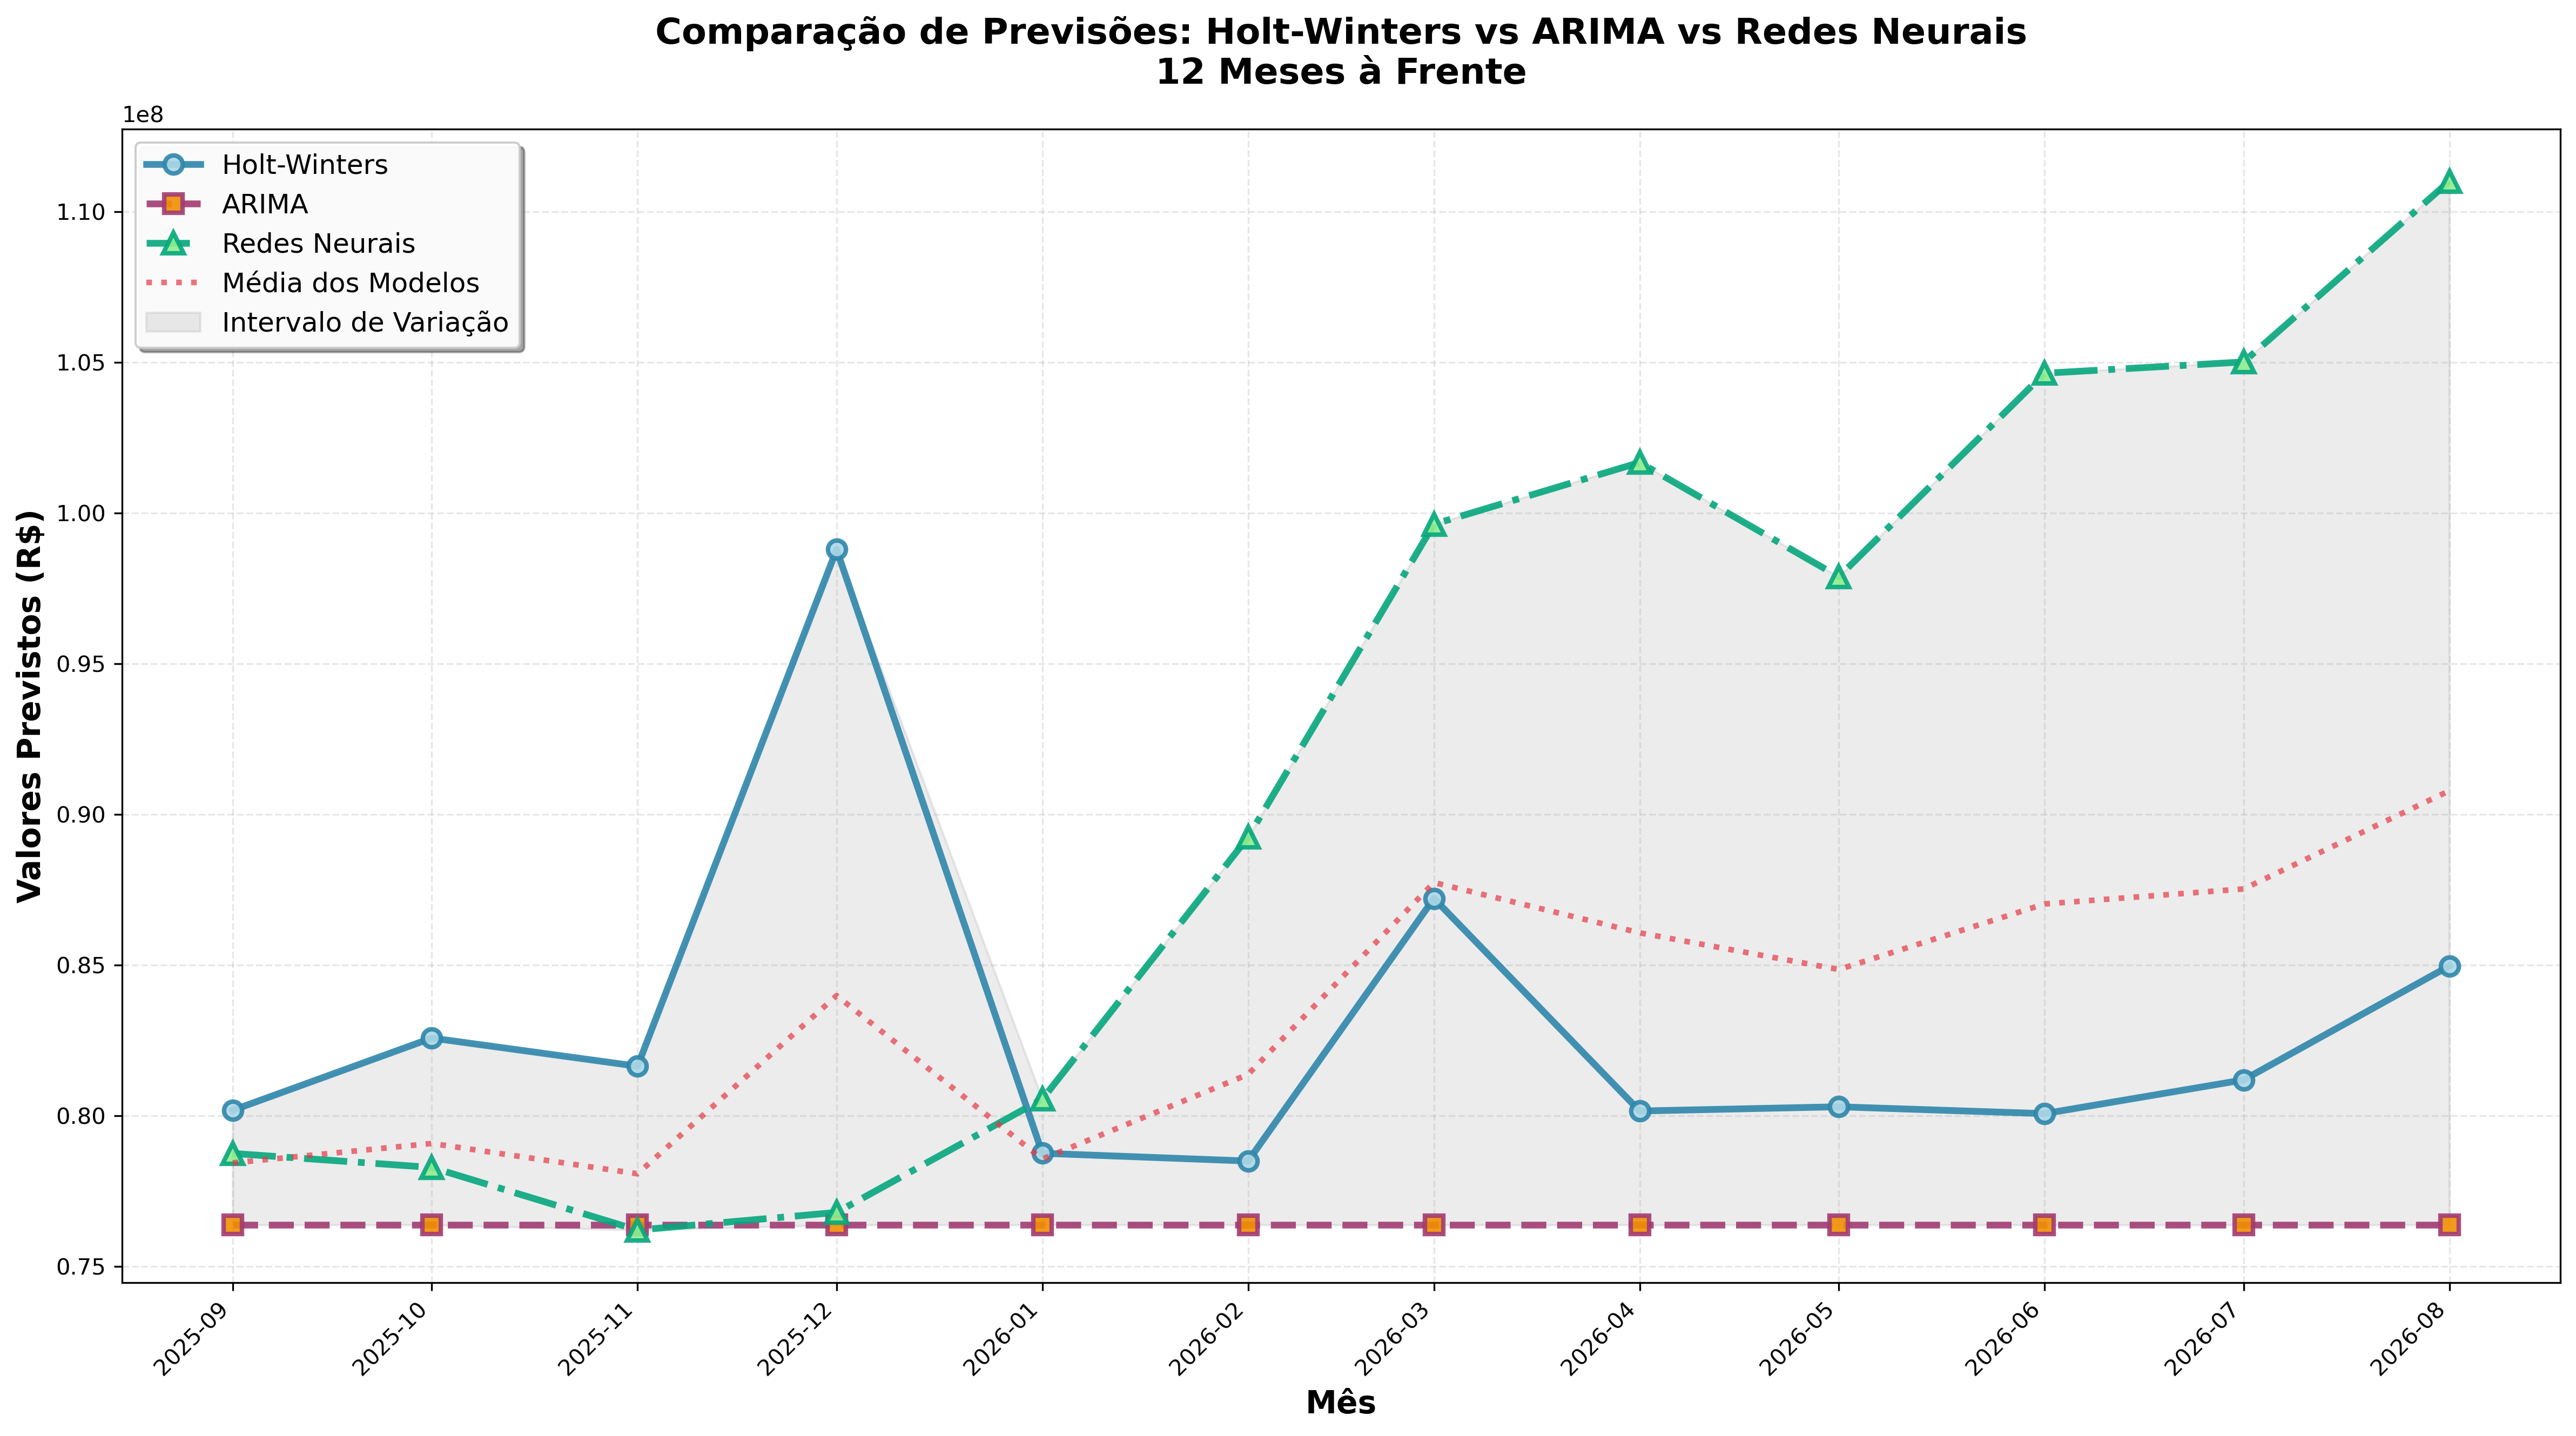 Comparação de Previsões: Holt-Winters vs ARIMA vs Redes Neurais
12 Meses à Frente
1e8
Holt-Winters
ARIMA
Redes Neurais
Média dos Modelos
Intervalo de Variação
Valores Previstos (R$)
1.10
1.05
1.00
0.95
0.90
0.85
0.80
0.75
2025-09
2025-10
2025-11
2025-12
2026-01
2026-02
2026-03
2026-04
2026-05
2026-06
2026-07
2026-08
Mês